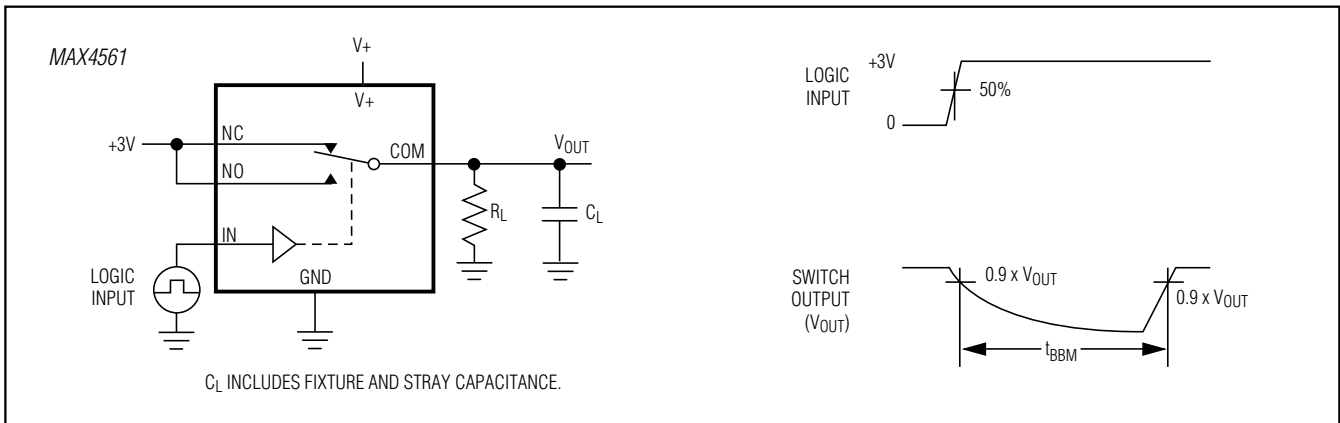 MAX4561
V+
V+
+3V
NC
NO
COM
VOUT
RL
CL
IN
LOGIC
INPUT
GND
CL INCLUDES FIXTURE AND STRAY CAPACITANCE.
LOGIC
INPUT
+3V
50%
0
SWITCH
OUTPUT
(VOUT)
0.9 x VOUT
0.9 x VOUT
tBBM